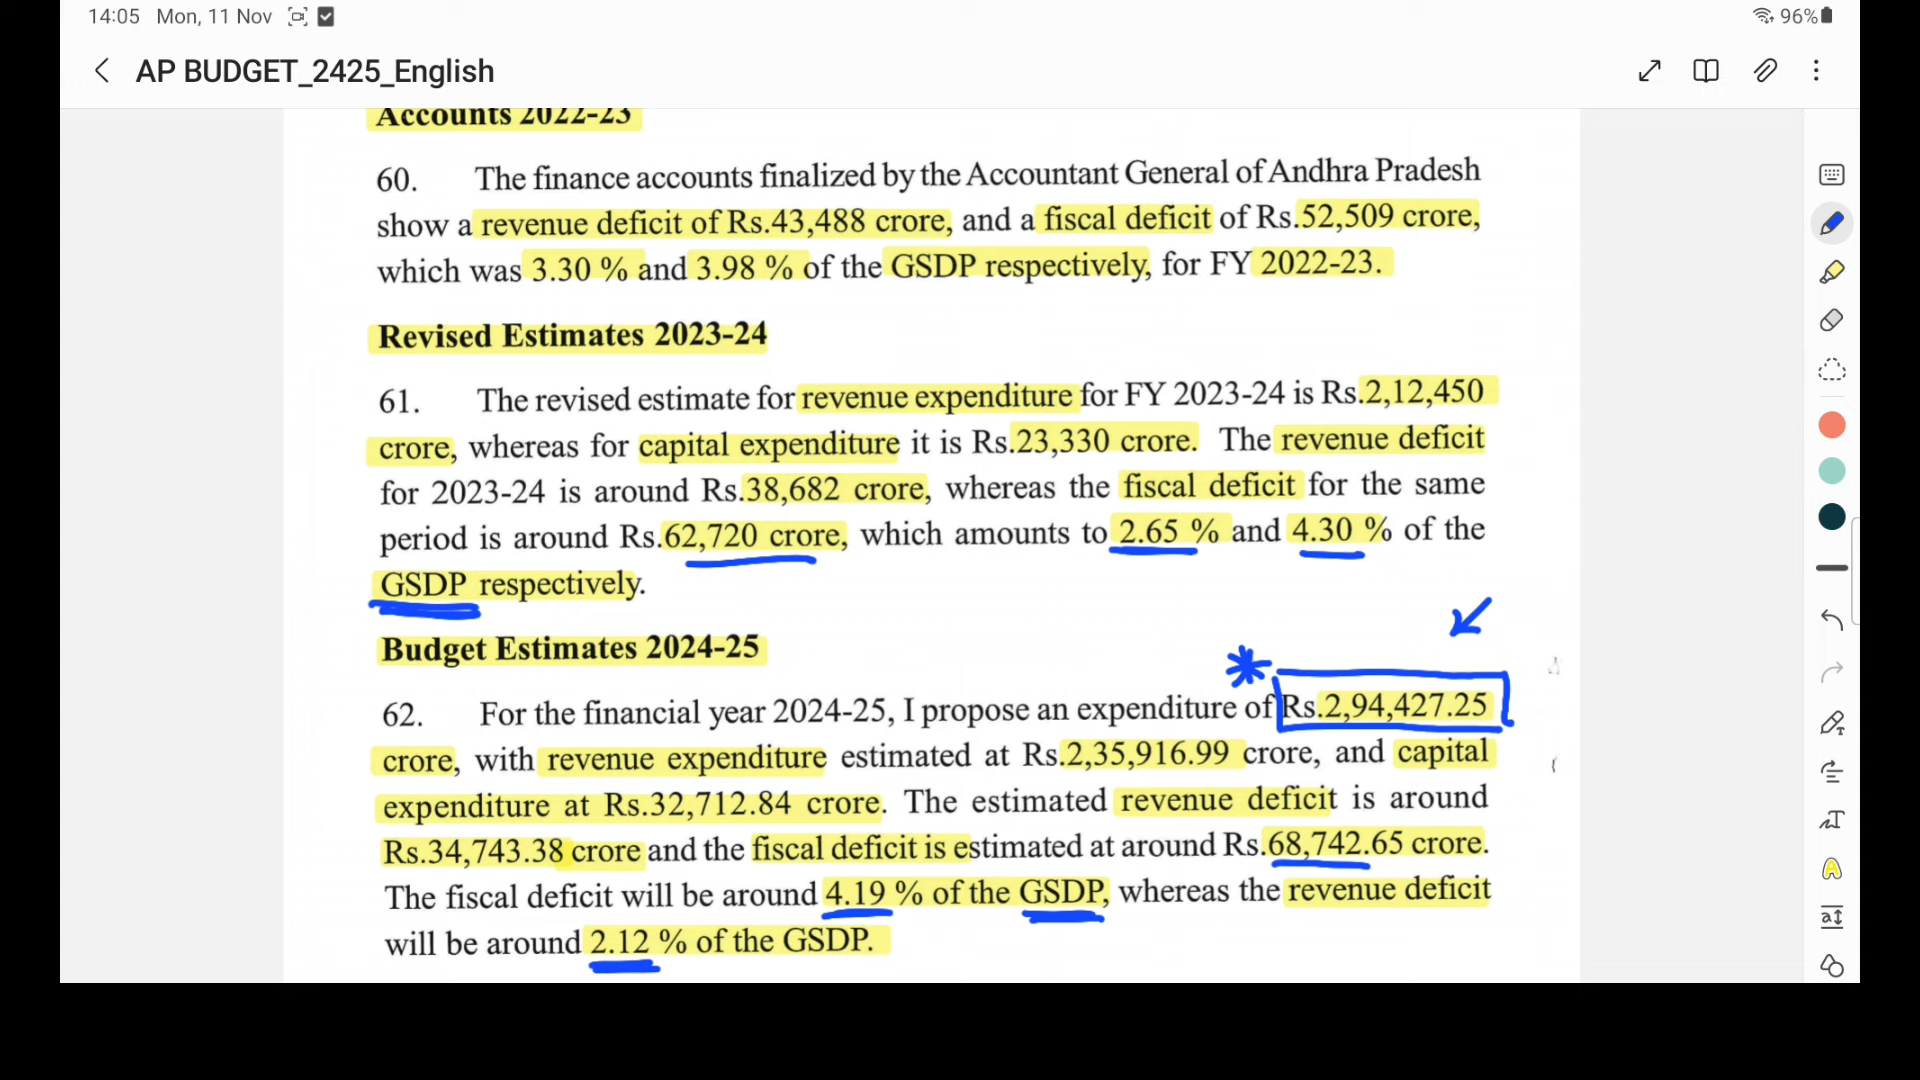 14:05 Mon, 11 Nov
96%
AP BUDGET_2425_English
Accounts 2022-23
60. The finance accounts finalized by the Accountant General of Andhra Pradesh
show a revenue deficit of Rs.43,488 crore, and a fiscal deficit of Rs.52,509 crore,
which was 3.30 % and 3.98 % of the GSDP respectively, for FY 2022-23.
Revised Estimates 2023-24
61. The revised estimate for revenue expenditure for FY 2023-24 is Rs.2,12,450
crore, whereas for capital expenditure it is Rs.23,330 crore. The revenue deficit
for 2023-24 is around Rs.38,682 crore, whereas the fiscal deficit for the same
period is around Rs.62,720 crore, which amounts to 2.65 % and 4.30 % of the
GSDP respectively.
Budget Estimates 2024-25
62. For the financial year 2024-25, I propose an expenditure of Rs.2,94,427.25
crore, with revenue expenditure estimated at Rs.2,35,916.99 crore, and capital
expenditure at Rs.32,712.84 crore. The estimated revenue deficit is around
Rs.34,743.38 crore and the fiscal deficit is estimated at around Rs.68,742.65 crore.
The fiscal deficit will be around 4.19 % of the GSDP, whereas the revenue deficit
will be around 2.12 % of the GSDP.